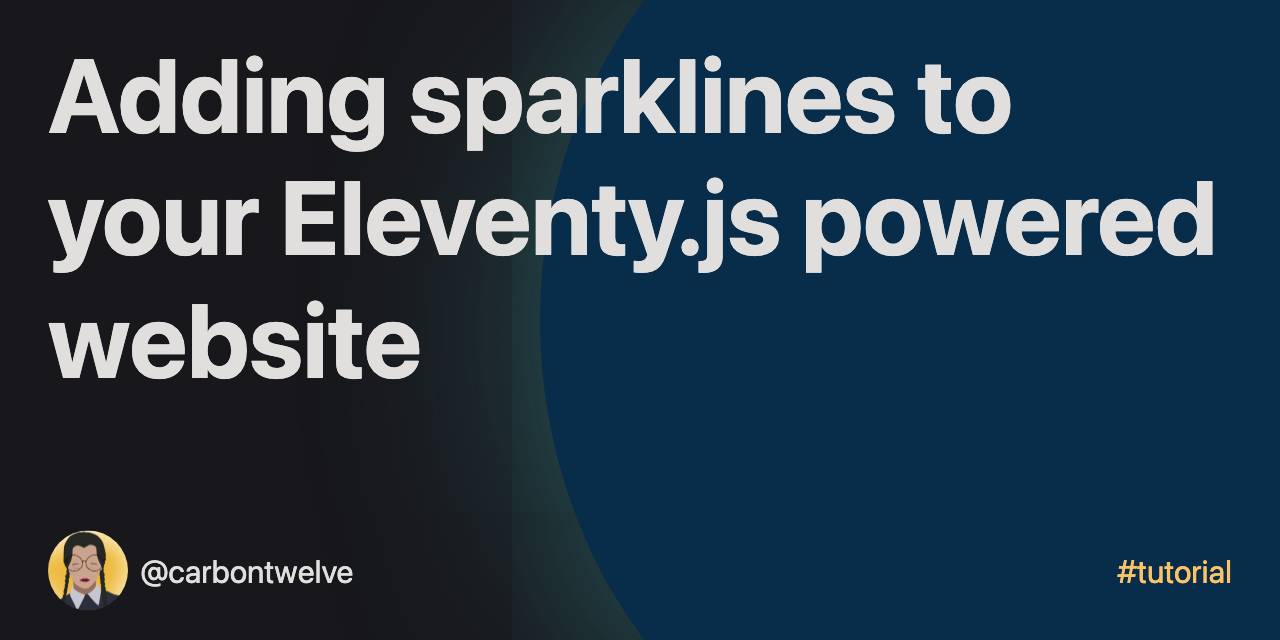 Adding sparklines to
your Eleventy.js powered
website
@carbontwelve
#tutorial